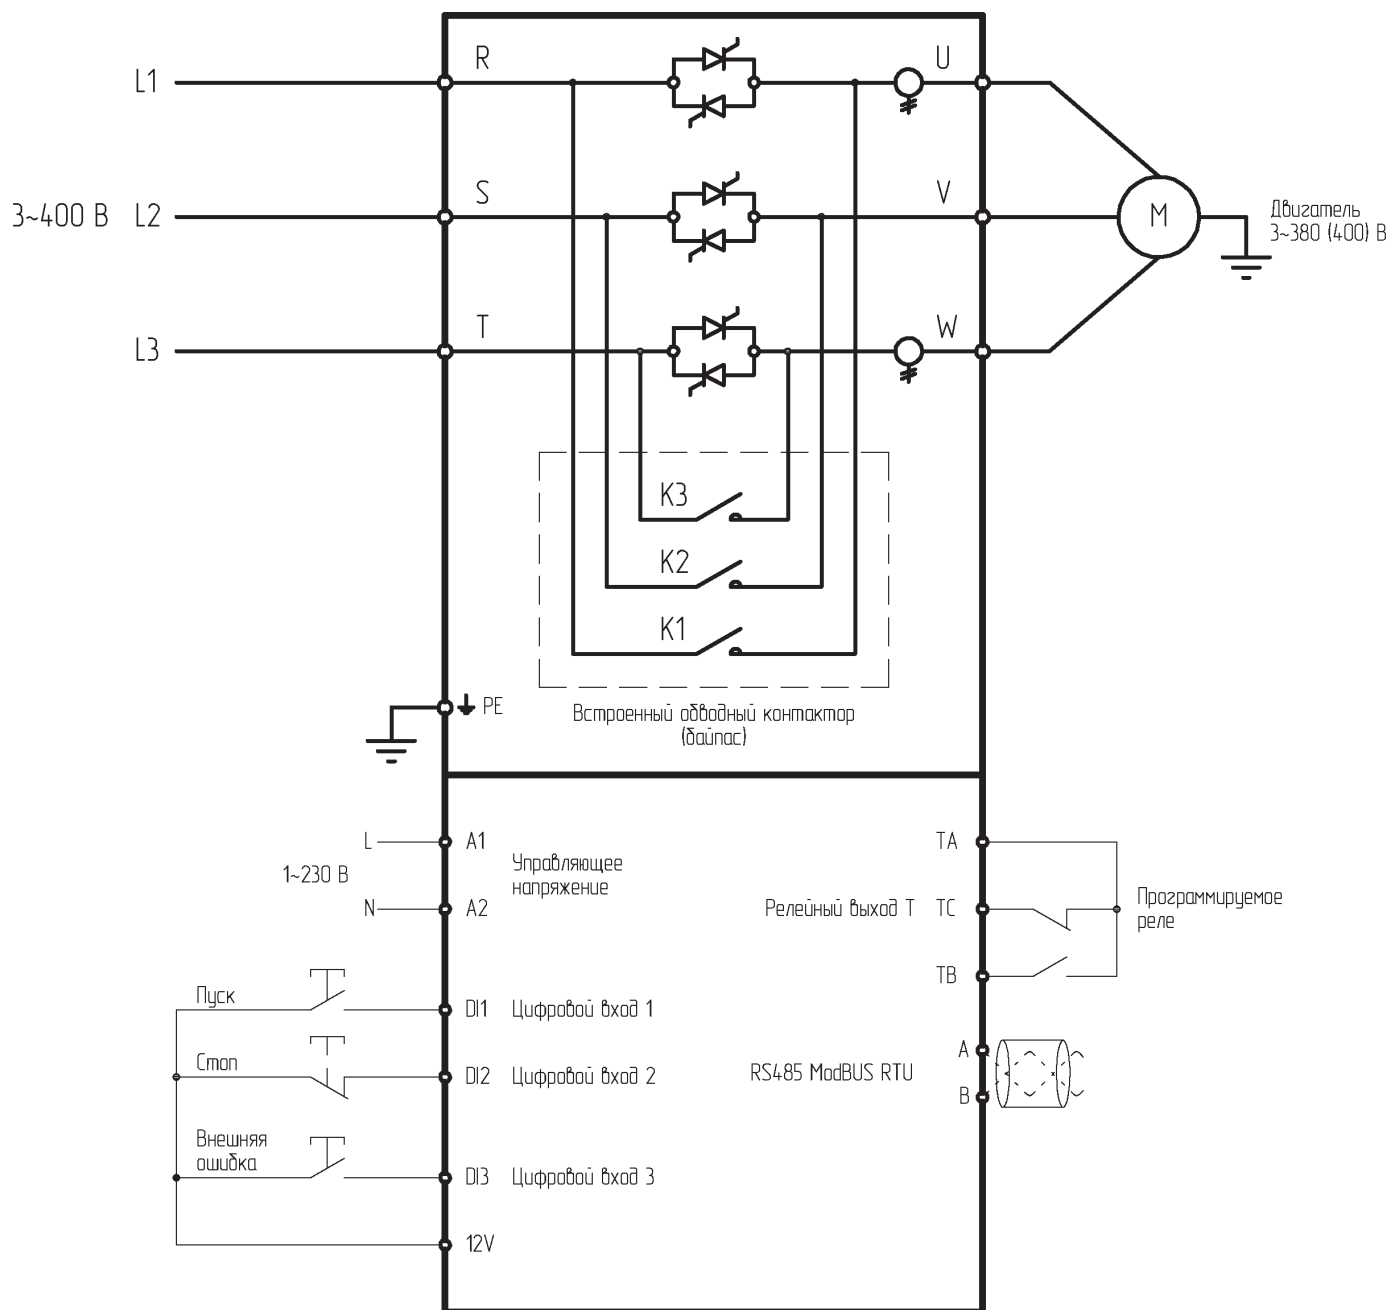 R
U
L1
S
V
3~400 В L2
M
Двигатель
3~380 (400) В
T
W
L3
K3
K2
K1
PE
Встроенный обводный контактор
(байпас)
L
A1
Управляющее
напряжение
1~230 В
N
A2
TA
Релейный выход Т TC
Программируемое
реле
TB
Пуск
DI1 Цифровой вход 1
Стоп
DI2 Цифровой вход 2
A
RS485 ModBUS RTU
B
Внешняя
ошибка
DI3 Цифровой вход 3
12V